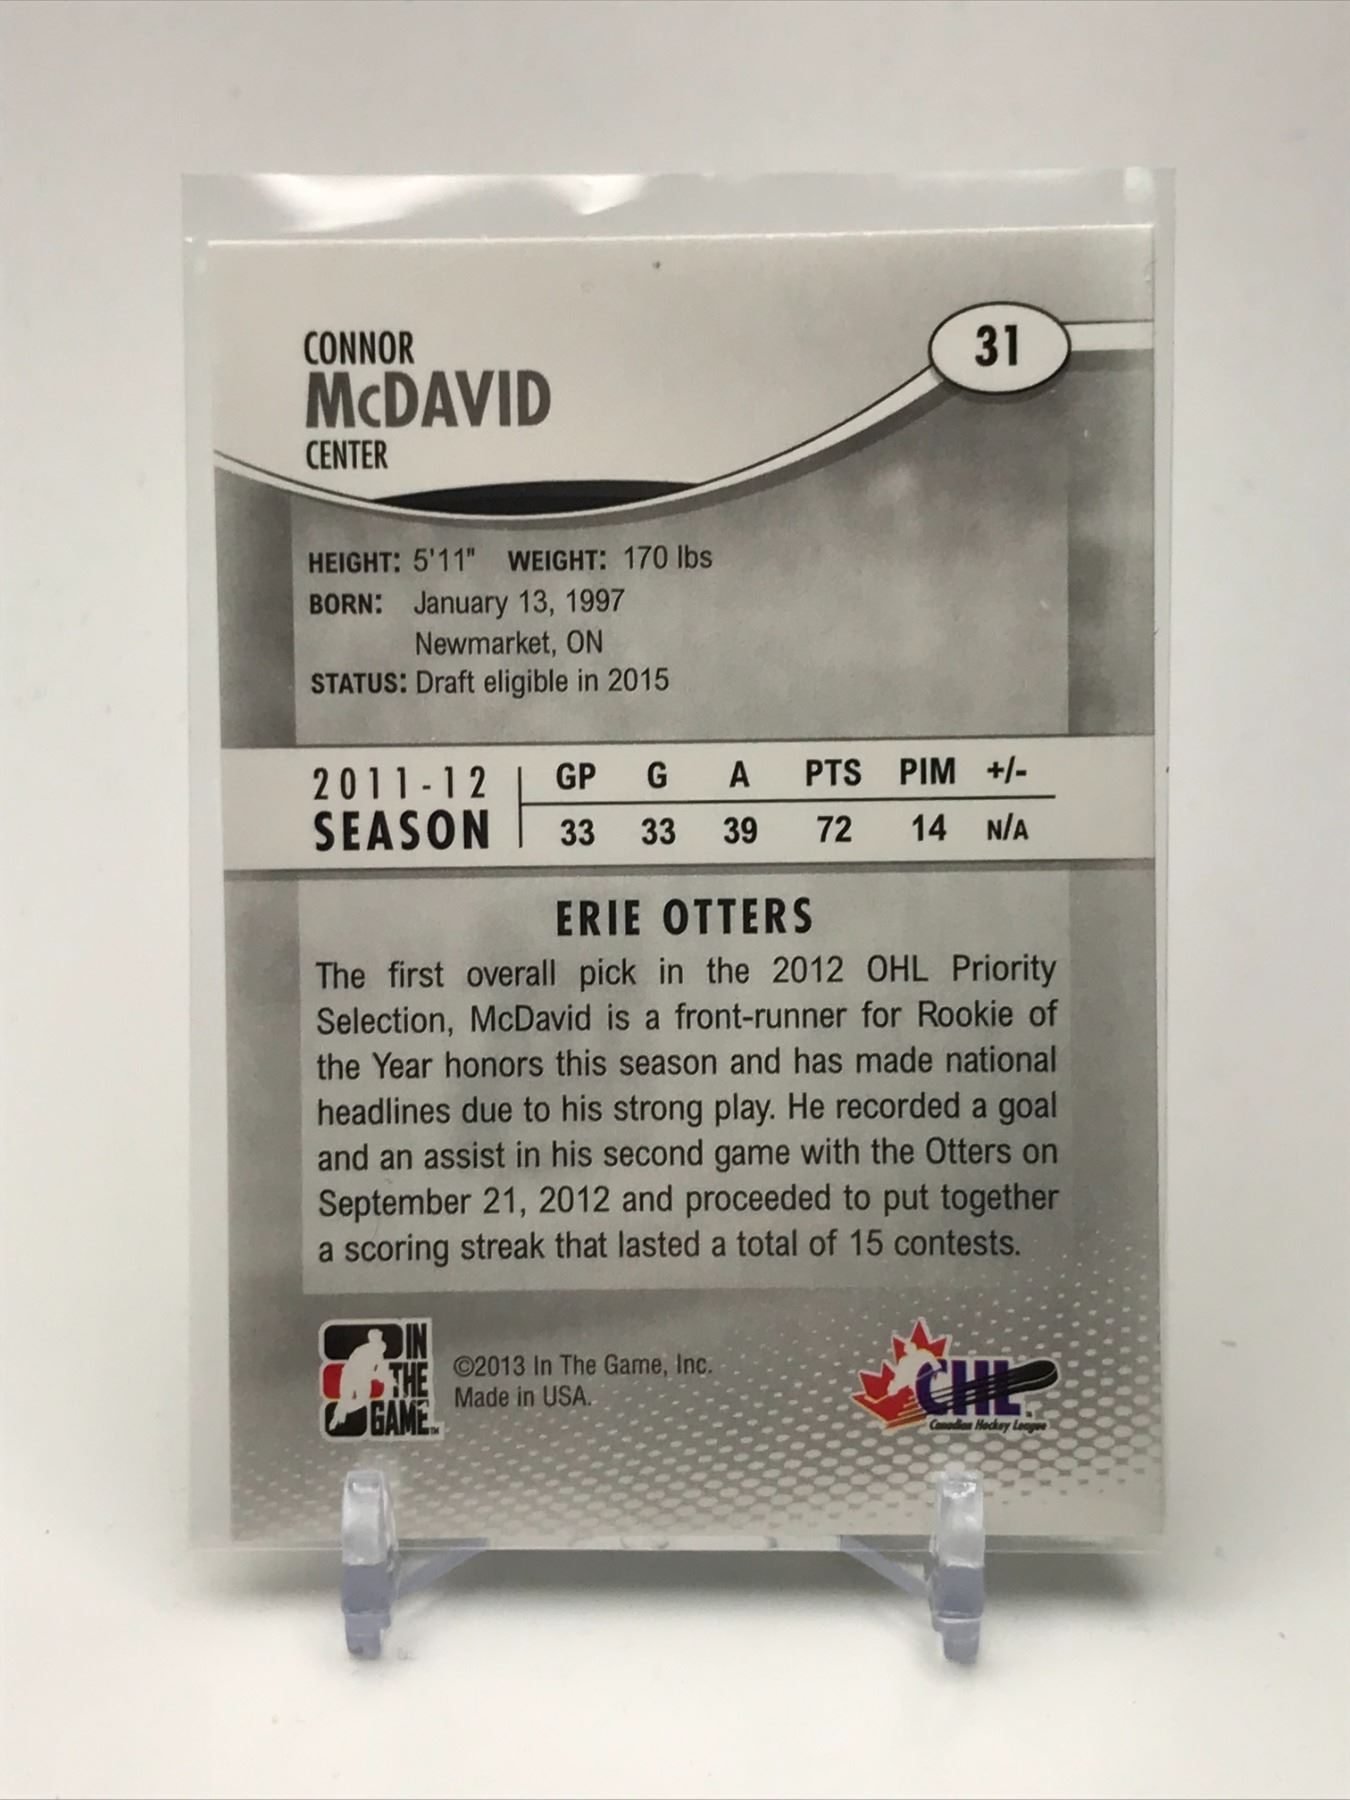 31
CONNOR
McDAVID
CENTER
HEIGHT: 5'11" WEIGHT: 170 lbs
BORN: January 13, 1997
Newmarket, ON
STATUS: Draft eligible in 2015
2011-12
SEASON
GP G A PTS PIM +/-
33 33 39 72 14 N/A
ERIE OTTERS
The first overall pick in the 2012 OHL Priority
Selection, McDavid is a front-runner for Rookie of
the Year honors this season and has made national
headlines due to his strong play. He recorded a goal
and an assist in his second game with the Otters on
September 21, 2012 and proceeded to put together
a scoring streak that lasted a total of 15 contests.
IN
THE
GAME™
©2013 In The Game, Inc.
Made in USA.
CHL
Canadian Hockey League